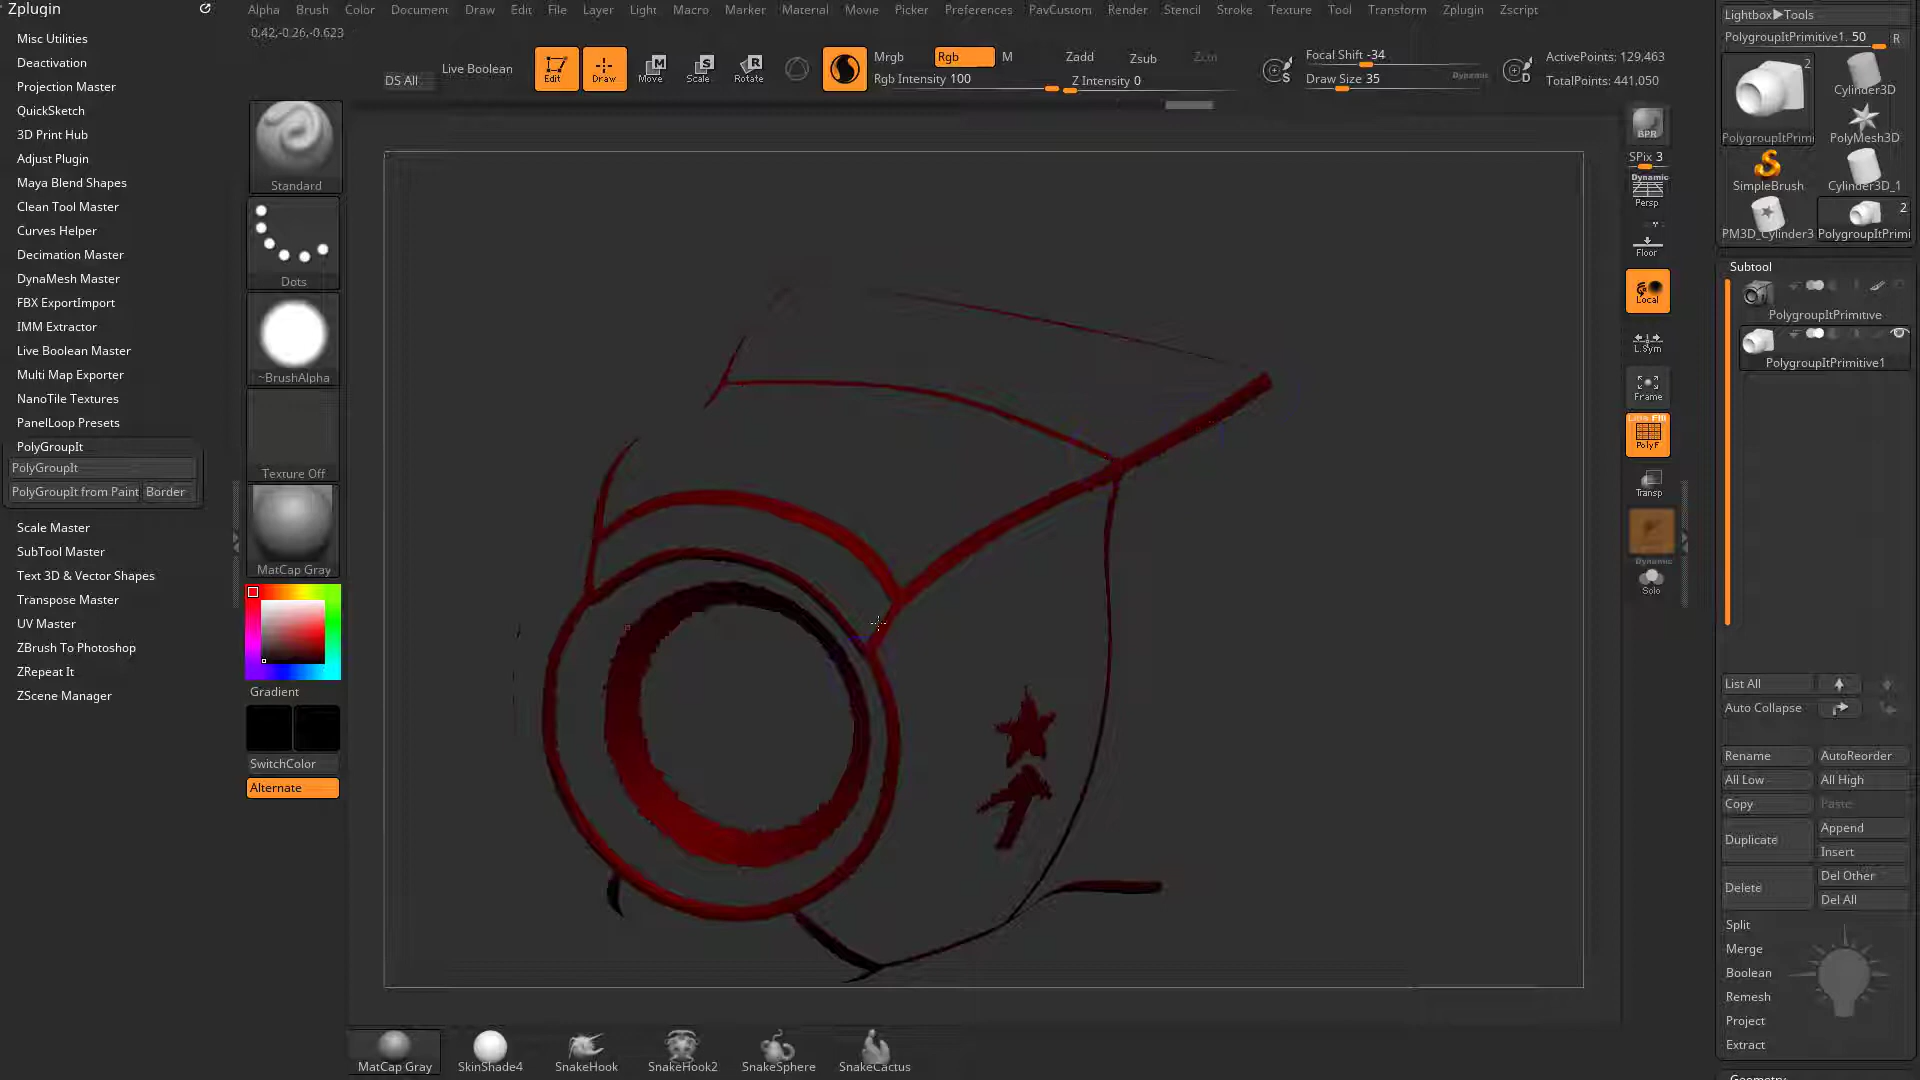 Zplugin
Alpha Brush Color Document Draw Edit File Layer Light Macro Marker Material Movie Picker Preferences PavCustom Render Stencil Stroke Texture Tool Transform Zplugin Zscript
0.42,-0.26,-0.623
DS All
Live Boolean
Edit
Draw
Move
Scale
Rotate
Mrgb
Rgb
M
Rgb Intensity 100
Zadd
Zsub
Zcut
Z Intensity 0
Focal Shift -34
Draw Size 35
Dynamic
ActivePoints: 129,463
TotalPoints: 441,050
Misc Utilities
Deactivation
Projection Master
QuickSketch
3D Print Hub
Adjust Plugin
Maya Blend Shapes
Clean Tool Master
Curves Helper
Decimation Master
DynaMesh Master
FBX ExportImport
IMM Extractor
Live Boolean Master
Multi Map Exporter
NanoTile Textures
PanelLoop Presets
PolyGroupIt
PolyGroupIt
PolyGroupIt from Paint Border
Scale Master
SubTool Master
Text 3D & Vector Shapes
Transpose Master
UV Master
ZBrush To Photoshop
ZRepeat It
ZScene Manager
Standard
Dots
~BrushAlpha
Texture Off
MatCap Gray
Gradient
SwitchColor
Alternate
BPR
SPix 3
Dynamic
Persp
Floor
Local
L.Sym
Frame
Line Fill
PolyF
Transp
Dynamic
Solo
Lightbox▶Tools
PolygroupItPrimitive1. 50 R
2
PolygroupItPrimi
Cylinder3D
PolyMesh3D
SimpleBrush
Cylinder3D_1
PM3D_Cylinder3
2
PolygroupItPrimi
Subtool
PolygroupItPrimitive
PolygroupItPrimitive1
List All
Auto Collapse
Rename AutoReorder
All Low All High
Copy Paste
Duplicate
Append
Insert
Delete
Del Other
Del All
Split
Merge
Boolean
Remesh
Project
Extract
Geometry
MatCap Gray SkinShade4 SnakeHook SnakeHook2 SnakeSphere SnakeCactus